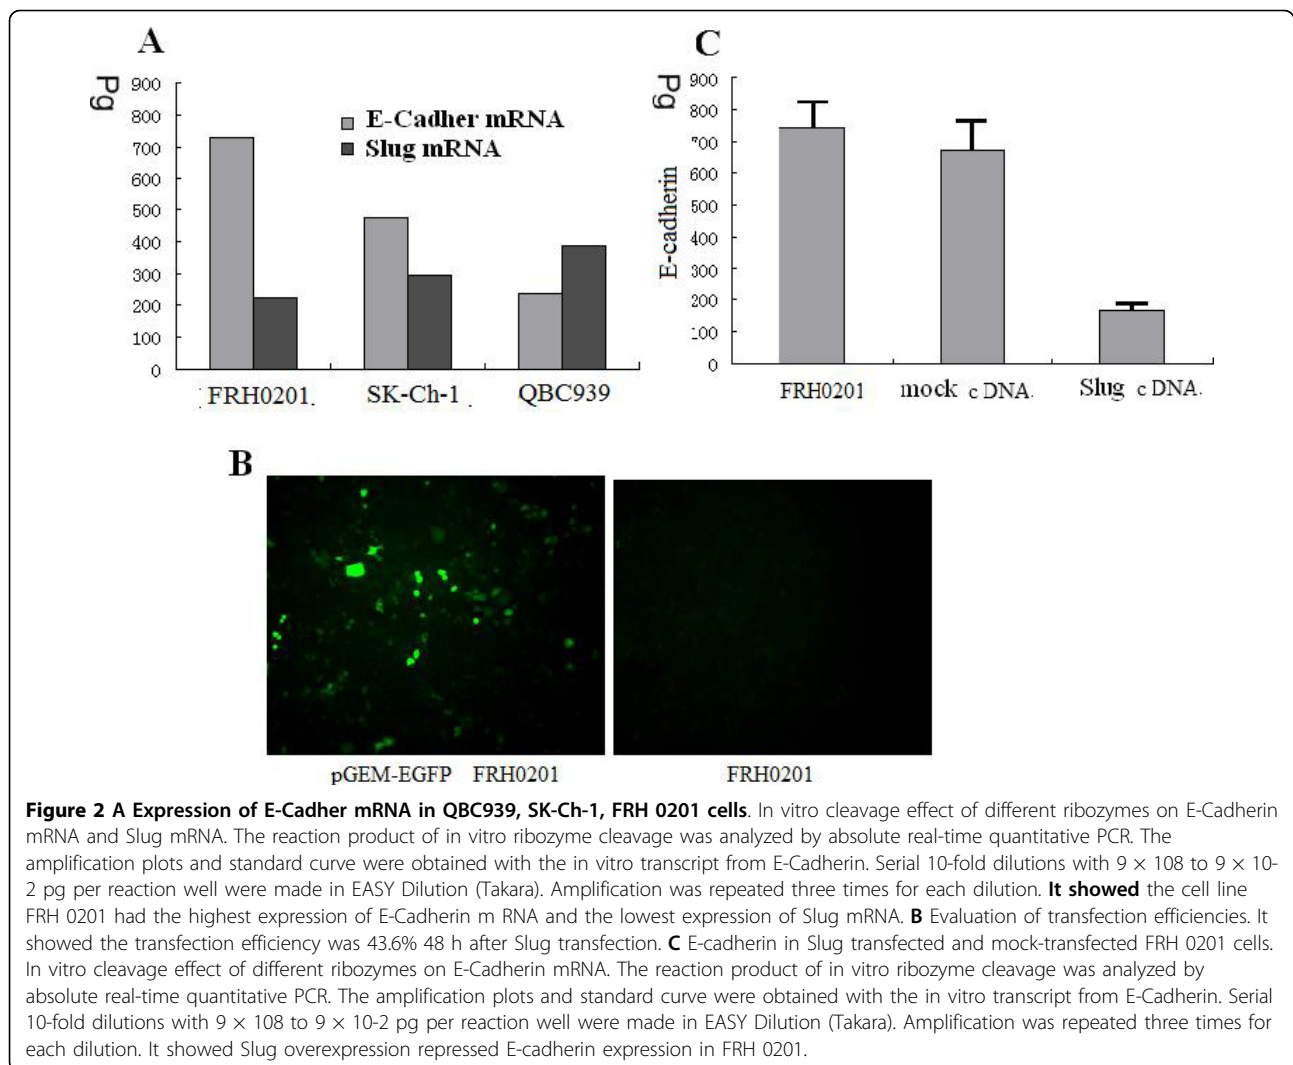 A
Pg
900
800
700
600
500
400
300
200
100
0
E-Cadher mRNA
Slug mRNA
FRH0201.
SK-Ch-1 .
QBC939
C
Pg
E-cadherin
900
800
700
600
500
400
300
200
100
0
FRH0201
mock cDNA.
Slug cDNA.
B
pGEM-EGFP FRH0201
FRH0201
Figure 2 A Expression of E-Cadher mRNA in QBC939, SK-Ch-1, FRH 0201 cells. In vitro cleavage effect of different ribozymes on E-Cadherin
mRNA and Slug mRNA. The reaction product of in vitro ribozyme cleavage was analyzed by absolute real-time quantitative PCR. The
amplification plots and standard curve were obtained with the in vitro transcript from E-Cadherin. Serial 10-fold dilutions with 9 × 108 to 9 × 10-
2 pg per reaction well were made in EASY Dilution (Takara). Amplification was repeated three times for each dilution. It showed the cell line
FRH 0201 had the highest expression of E-Cadherin m RNA and the lowest expression of Slug mRNA. B Evaluation of transfection efficiencies. It
showed the transfection efficiency was 43.6% 48 h after Slug transfection. C E-cadherin in Slug transfected and mock-transfected FRH 0201 cells.
In vitro cleavage effect of different ribozymes on E-Cadherin mRNA. The reaction product of in vitro ribozyme cleavage was analyzed by
absolute real-time quantitative PCR. The amplification plots and standard curve were obtained with the in vitro transcript from E-Cadherin. Serial
10-fold dilutions with 9 × 108 to 9 × 10-2 pg per reaction well were made in EASY Dilution (Takara). Amplification was repeated three times for
each dilution. It showed Slug overexpression repressed E-cadherin expression in FRH 0201.